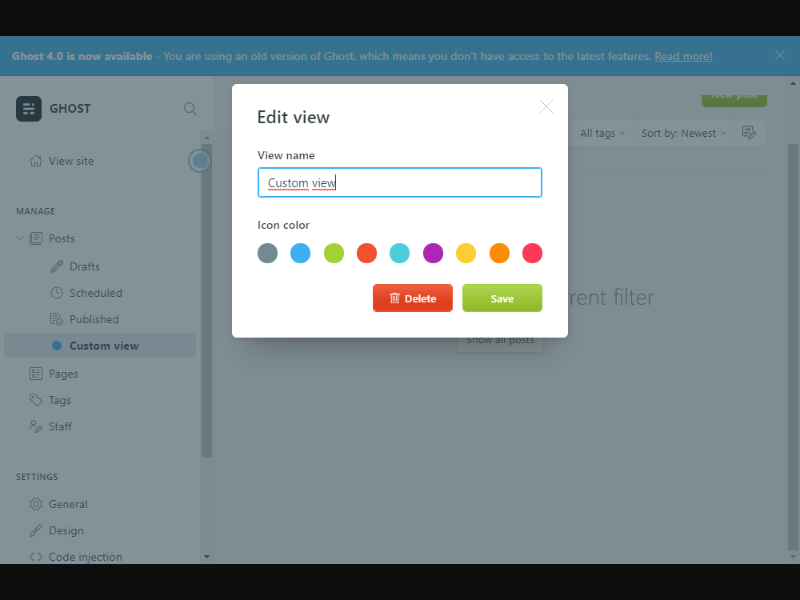 Ghost 4.0 is now available - You are using an old version of Ghost, which means you don't have access to the latest features. Read more!
GHOST
New post
View site
All tags
Sort by: Newest
MANAGE
Posts
Drafts
Scheduled
Published
Custom view
Pages
Tags
Staff
SETTINGS
General
Design
Code injection
Edit view
View name
Custom view
Icon color
Delete
Save
rent filter
Show all posts